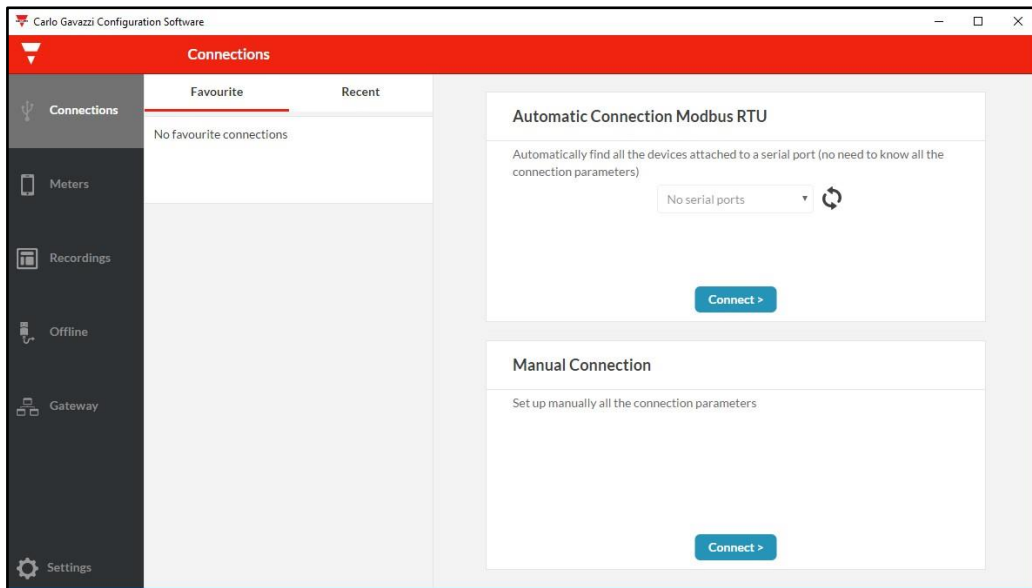 Carlo Gavazzi Configuration Software
Connections
Connections
Meters
Recordings
Offline
Gateway
Settings
Favourite
Recent
No favourite connections
Automatic Connection Modbus RTU
Automatically find all the devices attached to a serial port (no need to know all the
connection parameters)
No serial ports
Connect >
Manual Connection
Set up manually all the connection parameters
Connect >